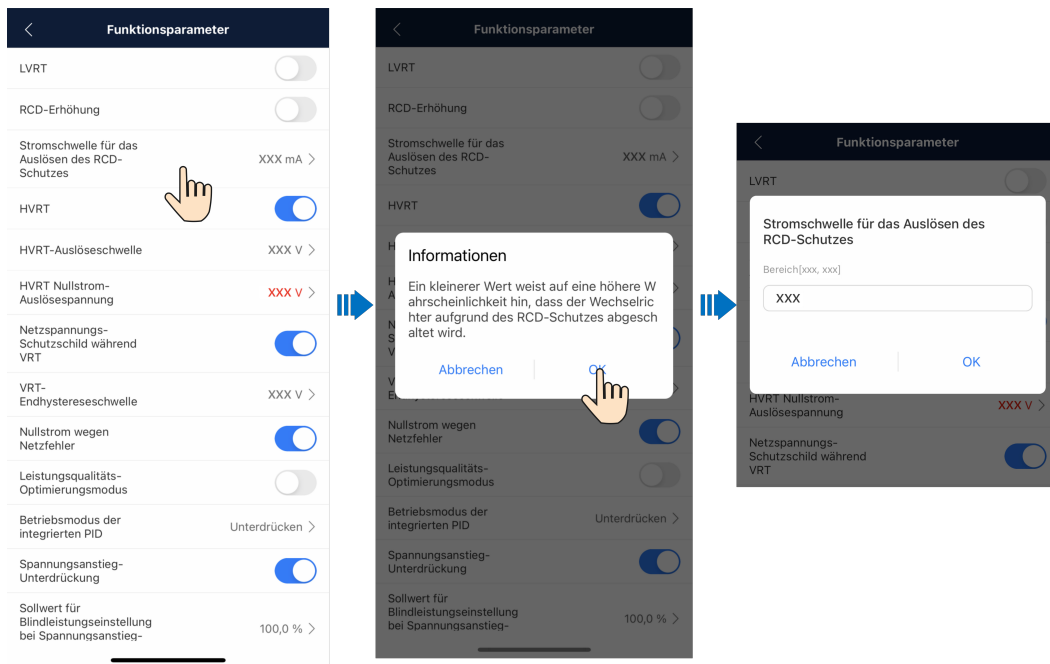 Funktionsparameter
LVRT
RCD-Erhöhung
Stromschwelle für das
Auslösen des RCD-
Schutzes
XXX mA
HVRT
HVRT-Auslöseschwelle
XXX V
HVRT Nullstrom-
Auslösespannung
XXX V
Netzspannungs-
Schutzschild während
VRT
VRT-
Endhystereseschwelle
XXX V
Nullstrom wegen
Netzfehler
Leistungsqualitäts-
Optimierungsmodus
Betriebsmodus der
integrierten PID
Unterdrücken
Spannungsanstieg-
Unterdrückung
Sollwert für
Blindleistungseinstellung
bei Spannungsanstieg-
100,0 %
Funktionsparameter
LVRT
RCD-Erhöhung
Stromschwelle für das
Auslösen des RCD-
Schutzes
XXX mA
HVRT
Informationen
Ein kleinerer Wert weist auf eine höhere W
ahrscheinlichkeit hin, dass der Wechselric
hter aufgrund des RCD-Schutzes abgesch
altet wird.
Abbrechen
OK
Nullstrom wegen
Netzfehler
Leistungsqualitäts-
Optimierungsmodus
Betriebsmodus der
integrierten PID
Unterdrücken
Spannungsanstieg-
Unterdrückung
Sollwert für
Blindleistungseinstellung
bei Spannungsanstieg-
100,0 %
Funktionsparameter
LVRT
Stromschwelle für das Auslösen des
RCD-Schutzes
Bereich[xxx, xxx]
XXX
Abbrechen
OK
HVRT Nullstrom-
Auslösespannung
XXX V
Netzspannungs-
Schutzschild während
VRT